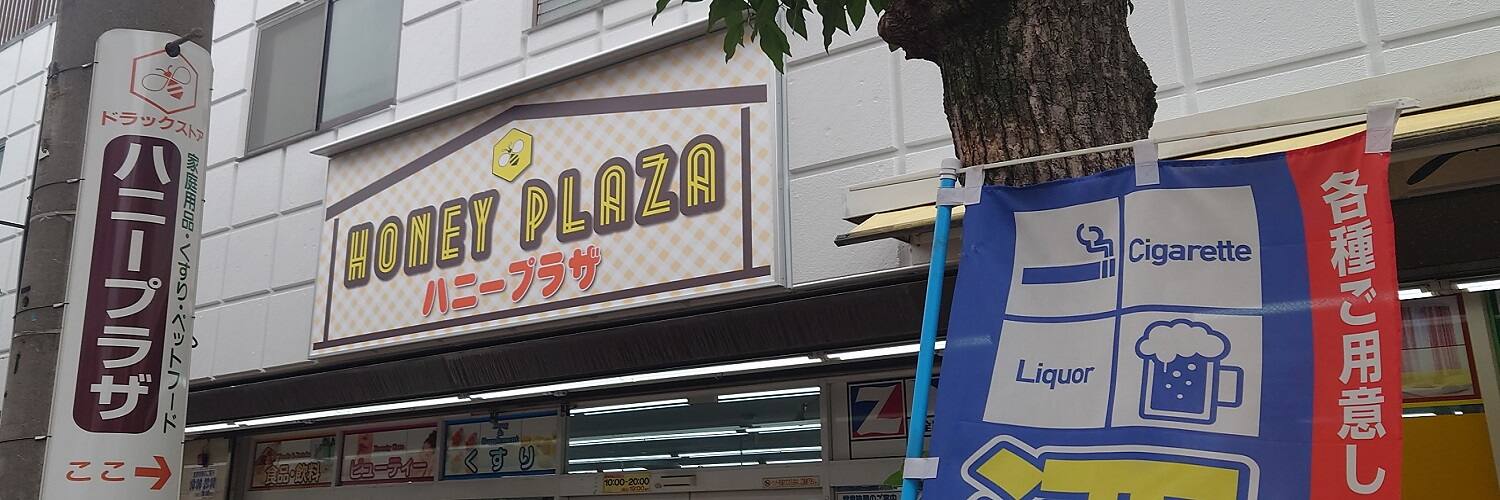 ドラックストア
ハニープラザ
家庭用品・くすり・ペットフード
ここ→
HONEY PLAZA
ハニープラザ
食品・飲料
ビューティー
くすり
10:00-20:00
Z
Cigarette
Liquor
各種ご用意し